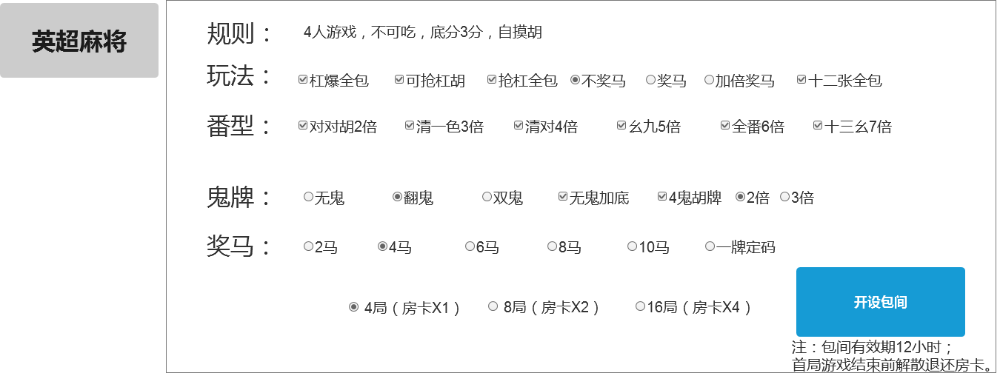 英超麻将
规则： 4人游戏，不可吃，底分3分，自摸胡
玩法： 杠爆全包 可抢杠胡 抢杠全包 不奖马 奖马 加倍奖马 十二张全包
番型： 对对胡2倍 清一色3倍 清对4倍 幺九5倍 全番6倍 十三幺7倍
鬼牌： 无鬼 翻鬼 双鬼 无鬼加底 4鬼胡牌 2倍 3倍
奖马： 2马 4马 6马 8马 10马 一牌定码
4局（房卡X1） 8局（房卡X2） 16局（房卡X4）
开设包间
注：包间有效期12小时；
首局游戏结束前解散退还房卡。